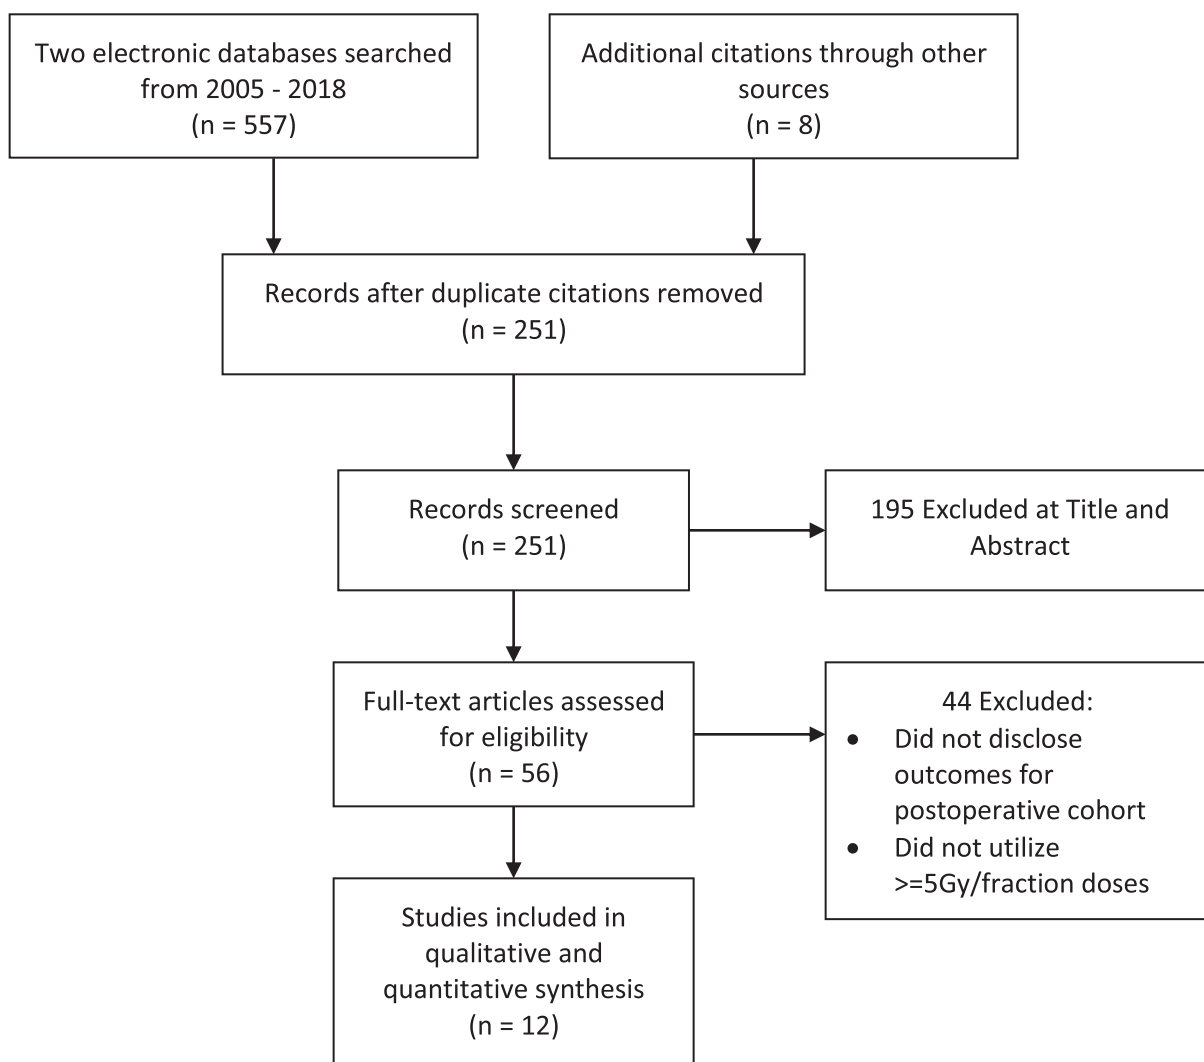 Two electronic databases searched
from 2005 - 2018
(n = 557)
Additional citations through other
sources
(n = 8)
Records after duplicate citations removed
(n = 251)
Records screened
(n = 251)
195 Excluded at Title and
Abstract
Full-text articles assessed
for eligibility
(n = 56)
44 Excluded:
• Did not disclose
outcomes for
postoperative cohort
• Did not utilize
>=5Gy/fraction doses
Studies included in
qualitative and
quantitative synthesis
(n = 12)